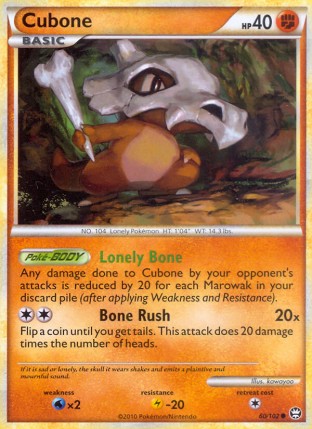 Cubone HP 40
BASIC
NO. 104 Lonely Pokémon HT. 1'04" WT. 14.3 lbs.
Poké-BODY Lonely Bone
Any damage done to Cubone by your opponent's
attacks is reduced by 20 for each Marowak in your
discard pile (after applying Weakness and Resistance).
Bone Rush 20x
Flip a coin until you get tails. This attack does 20 damage
times the number of heads.
If it is sad or lonely, the skull it wears shakes and emits a plaintive and
mournful sound.
Illus. kawayoo
weakness resistance retreat cost
x2 -20
©2010 Pokémon/Nintendo 60/102